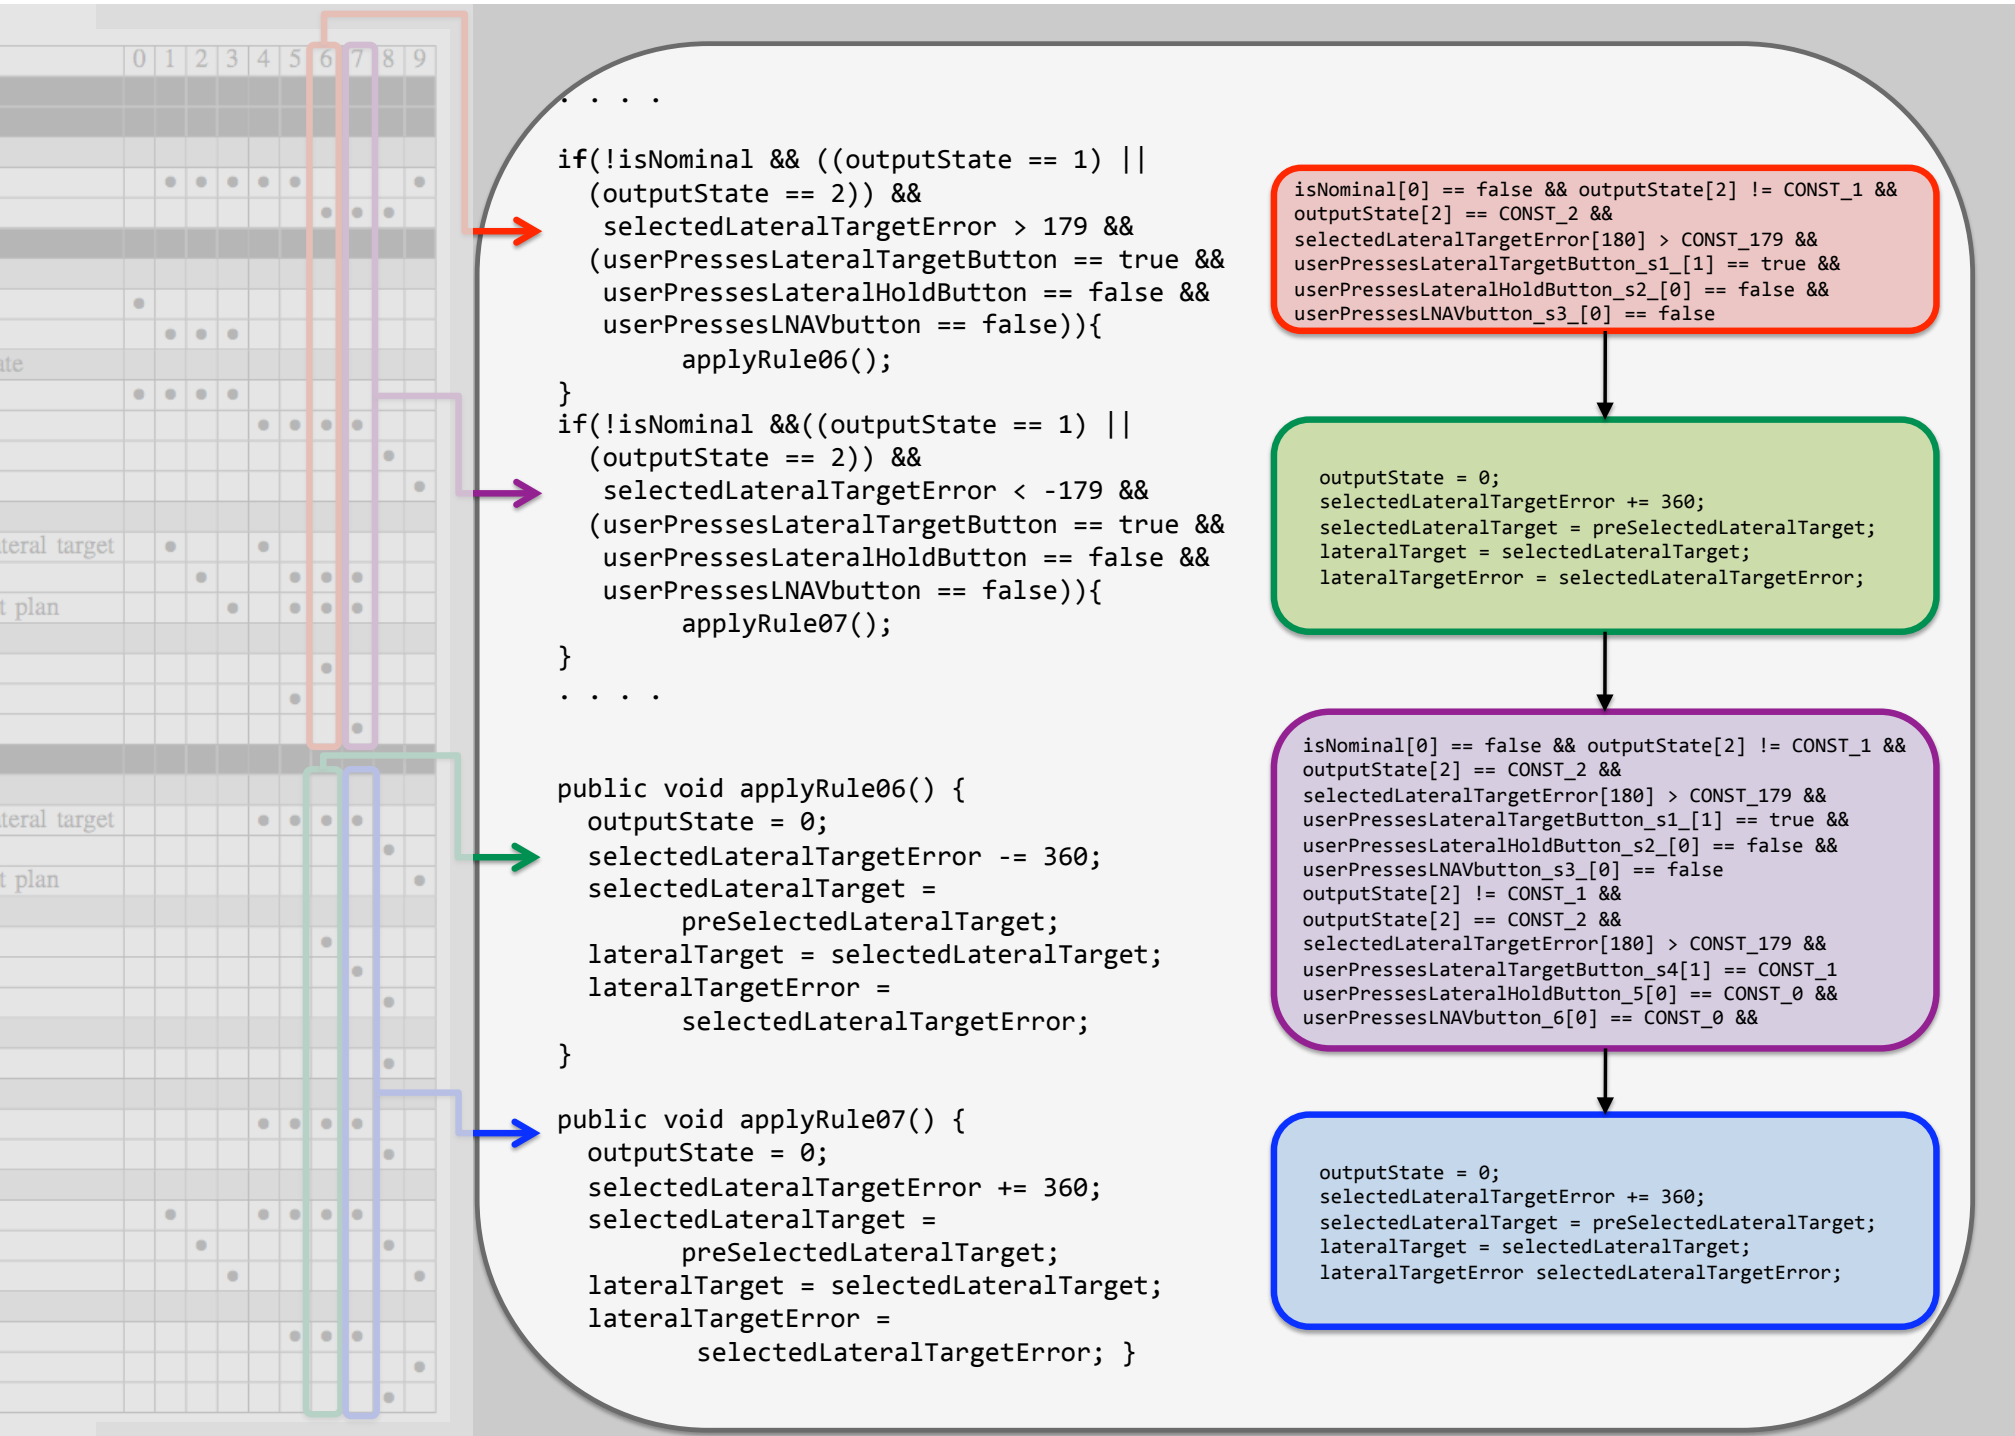 0 1 2 3 4 5 6 7 8 9
teral target
t plan
teral target
t plan
. . . .
if(!isNominal && ((outputState == 1) ||
(outputState == 2)) &&
selectedLateralTargetError > 179 &&
(userPressesLateralTargetButton == true &&
userPressesLateralHoldButton == false &&
userPressesLNAVbutton == false)){
applyRule06();
}
if(!isNominal &&((outputState == 1) ||
(outputState == 2)) &&
selectedLateralTargetError < -179 &&
(userPressesLateralTargetButton == true &&
userPressesLateralHoldButton == false &&
userPressesLNAVbutton == false)){
applyRule07();
}
. . . .
public void applyRule06() {
outputState = 0;
selectedLateralTargetError -= 360;
selectedLateralTarget =
preSelectedLateralTarget;
lateralTarget = selectedLateralTarget;
lateralTargetError =
selectedLateralTargetError;
}
public void applyRule07() {
outputState = 0;
selectedLateralTargetError += 360;
selectedLateralTarget =
preSelectedLateralTarget;
lateralTarget = selectedLateralTarget;
lateralTargetError =
selectedLateralTargetError; }
isNominal[0] == false && outputState[2] != CONST_1 &&
outputState[2] == CONST_2 &&
selectedLateralTargetError[180] > CONST_179 &&
userPressesLateralTargetButton_s1_[1] == true &&
userPressesLateralHoldButton_s2_[0] == false &&
userPressesLNAVbutton_s3_[0] == false
outputState = 0;
selectedLateralTargetError += 360;
selectedLateralTarget = preSelectedLateralTarget;
lateralTarget = selectedLateralTarget;
lateralTargetError = selectedLateralTargetError;
isNominal[0] == false && outputState[2] != CONST_1 &&
outputState[2] == CONST_2 &&
selectedLateralTargetError[180] > CONST_179 &&
userPressesLateralTargetButton_s1_[1] == true &&
userPressesLateralHoldButton_s2_[0] == false &&
userPressesLNAVbutton_s3_[0] == false
outputState[2] != CONST_1 &&
outputState[2] == CONST_2 &&
selectedLateralTargetError[180] > CONST_179 &&
userPressesLateralTargetButton_s4[1] == CONST_1
userPressesLateralHoldButton_5[0] == CONST_0 &&
userPressesLNAVbutton_6[0] == CONST_0 &&
outputState = 0;
selectedLateralTargetError += 360;
selectedLateralTarget = preSelectedLateralTarget;
lateralTarget = selectedLateralTarget;
lateralTargetError selectedLateralTargetError;